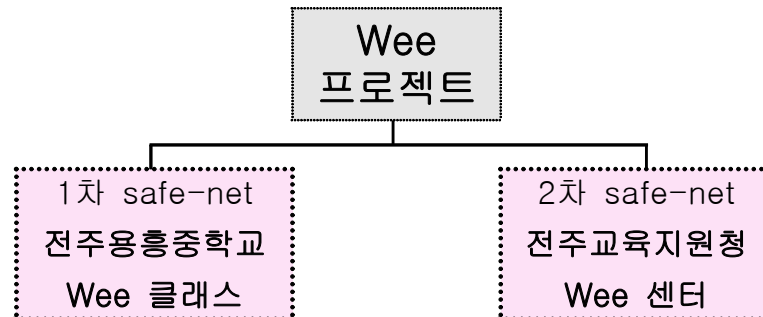 Wee
프로젝트
1차 safe-net
전주용흥중학교
Wee 클래스
2차 safe-net
전주교육지원청
Wee 센터